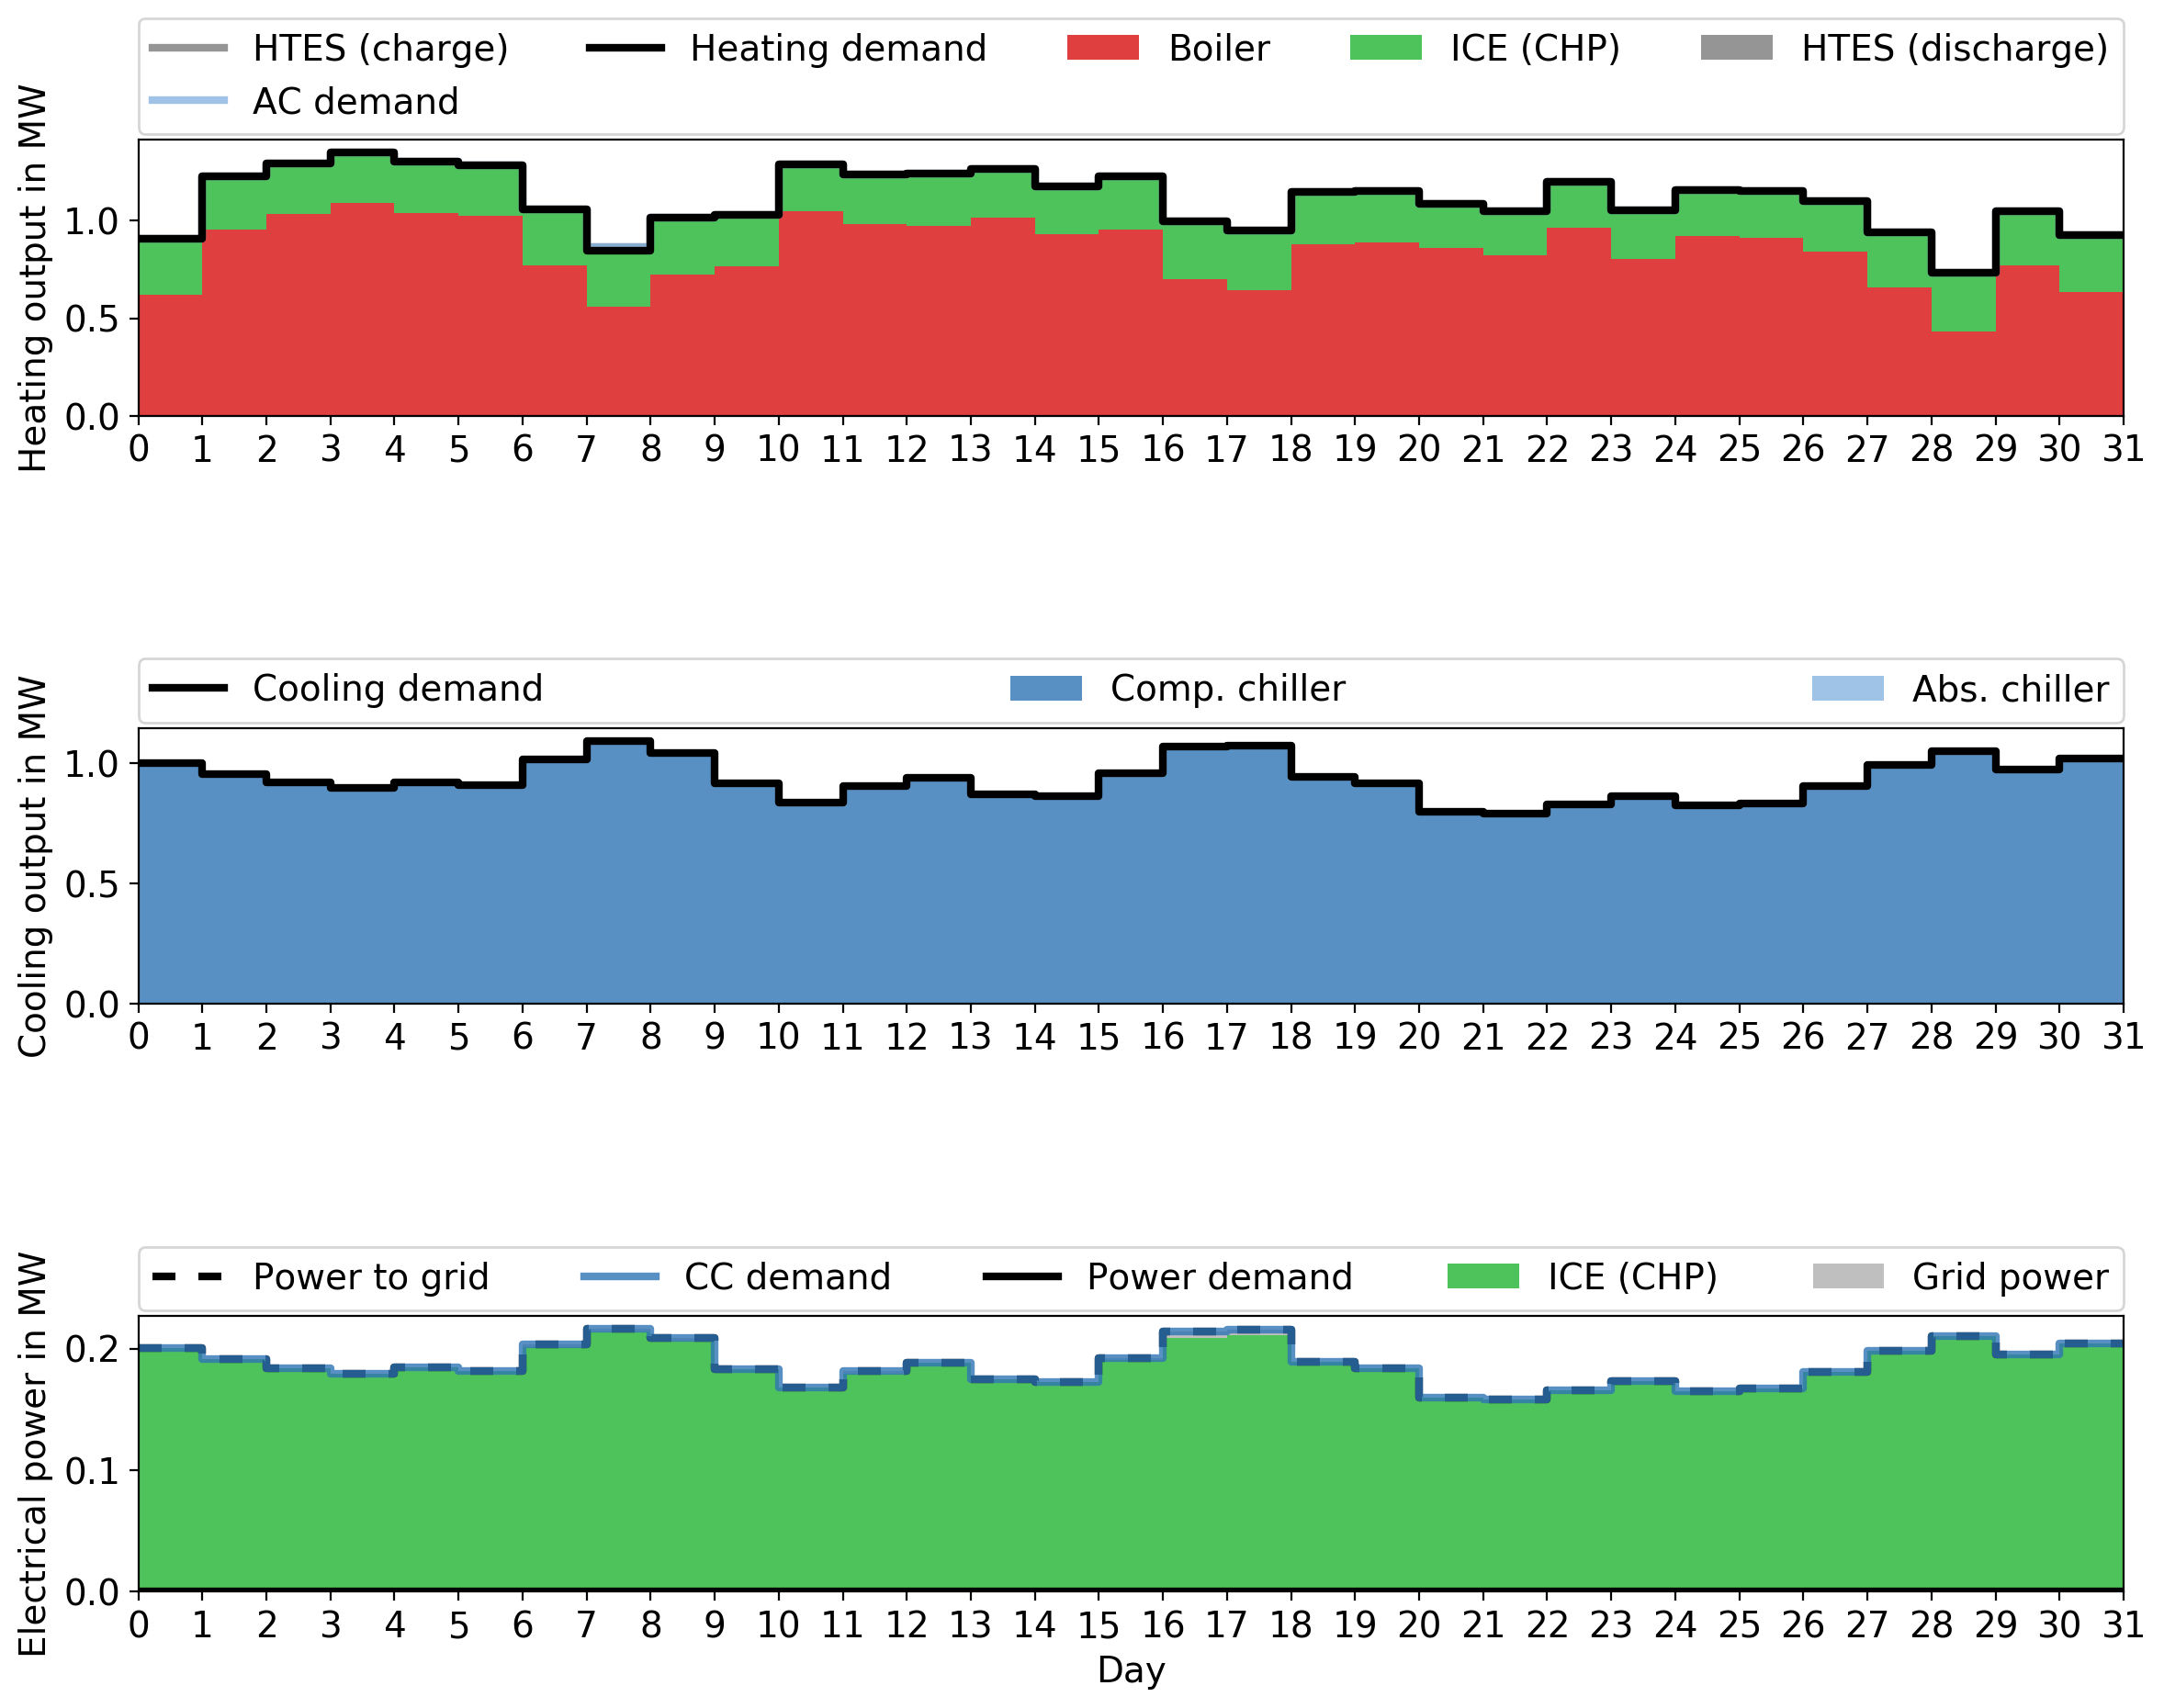 HTES (charge) Heating demand Boiler ICE (CHP) HTES (discharge)
AC demand
Heating output in MW
1.0
0.5
0.0
0 1 2 3 4 5 6 7 8 9 10 11 12 13 14 15 16 17 18 19 20 21 22 23 24 25 26 27 28 29 30 31
Cooling demand Comp. chiller Abs. chiller
Cooling output in MW
1.0
0.5
0.0
0 1 2 3 4 5 6 7 8 9 10 11 12 13 14 15 16 17 18 19 20 21 22 23 24 25 26 27 28 29 30 31
Power to grid CC demand Power demand ICE (CHP) Grid power
Electrical power in MW
0.2
0.1
0.0
0 1 2 3 4 5 6 7 8 9 10 11 12 13 14 15 16 17 18 19 20 21 22 23 24 25 26 27 28 29 30 31
Day